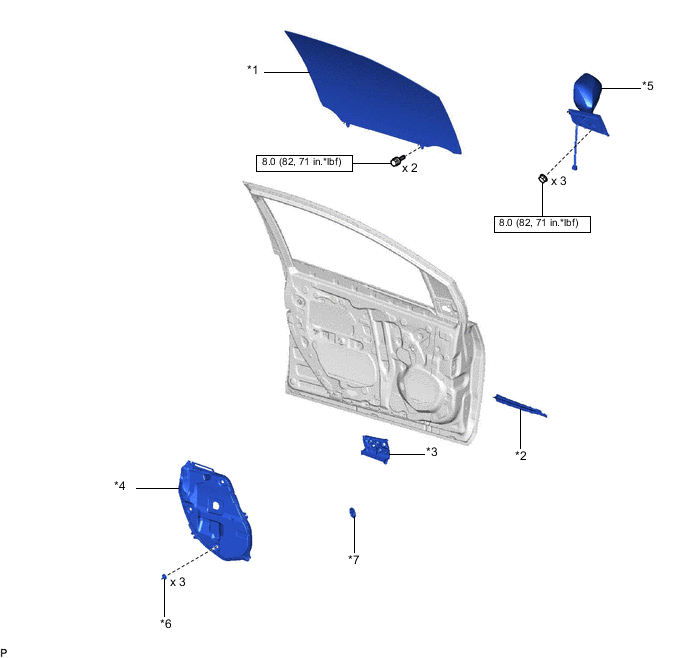 *1
*5
8.0 (82, 71 in.*lbf)
x 2
x 3
8.0 (82, 71 in.*lbf)
*3
*2
*4
*7
x 3
*6
P